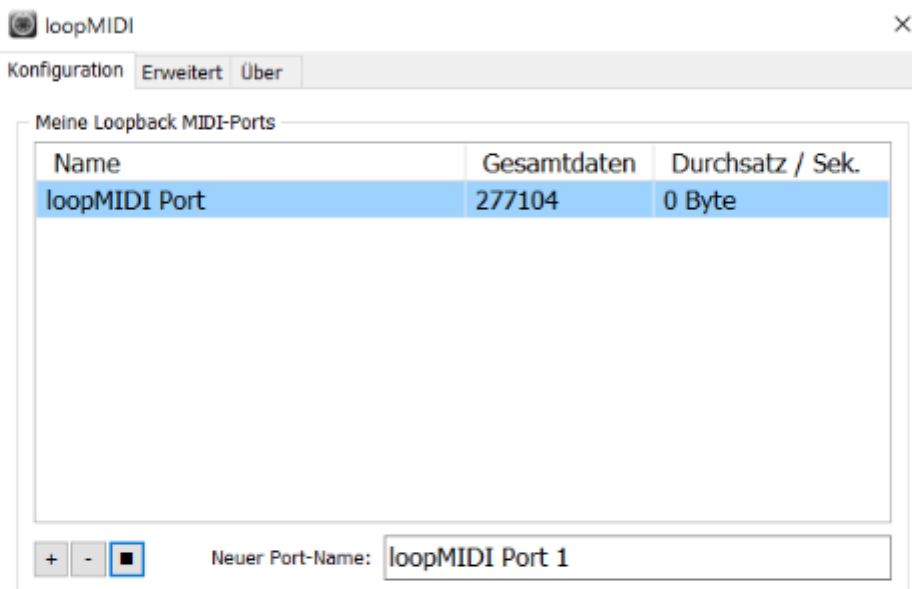 loopMIDI
Konfiguration Erweitert Über
Meine Loopback MIDI-Ports
Name Gesamtdaten Durchsatz / Sek.
loopMIDI Port 277104 0 Byte
+ - Neuer Port-Name: loopMIDI Port 1